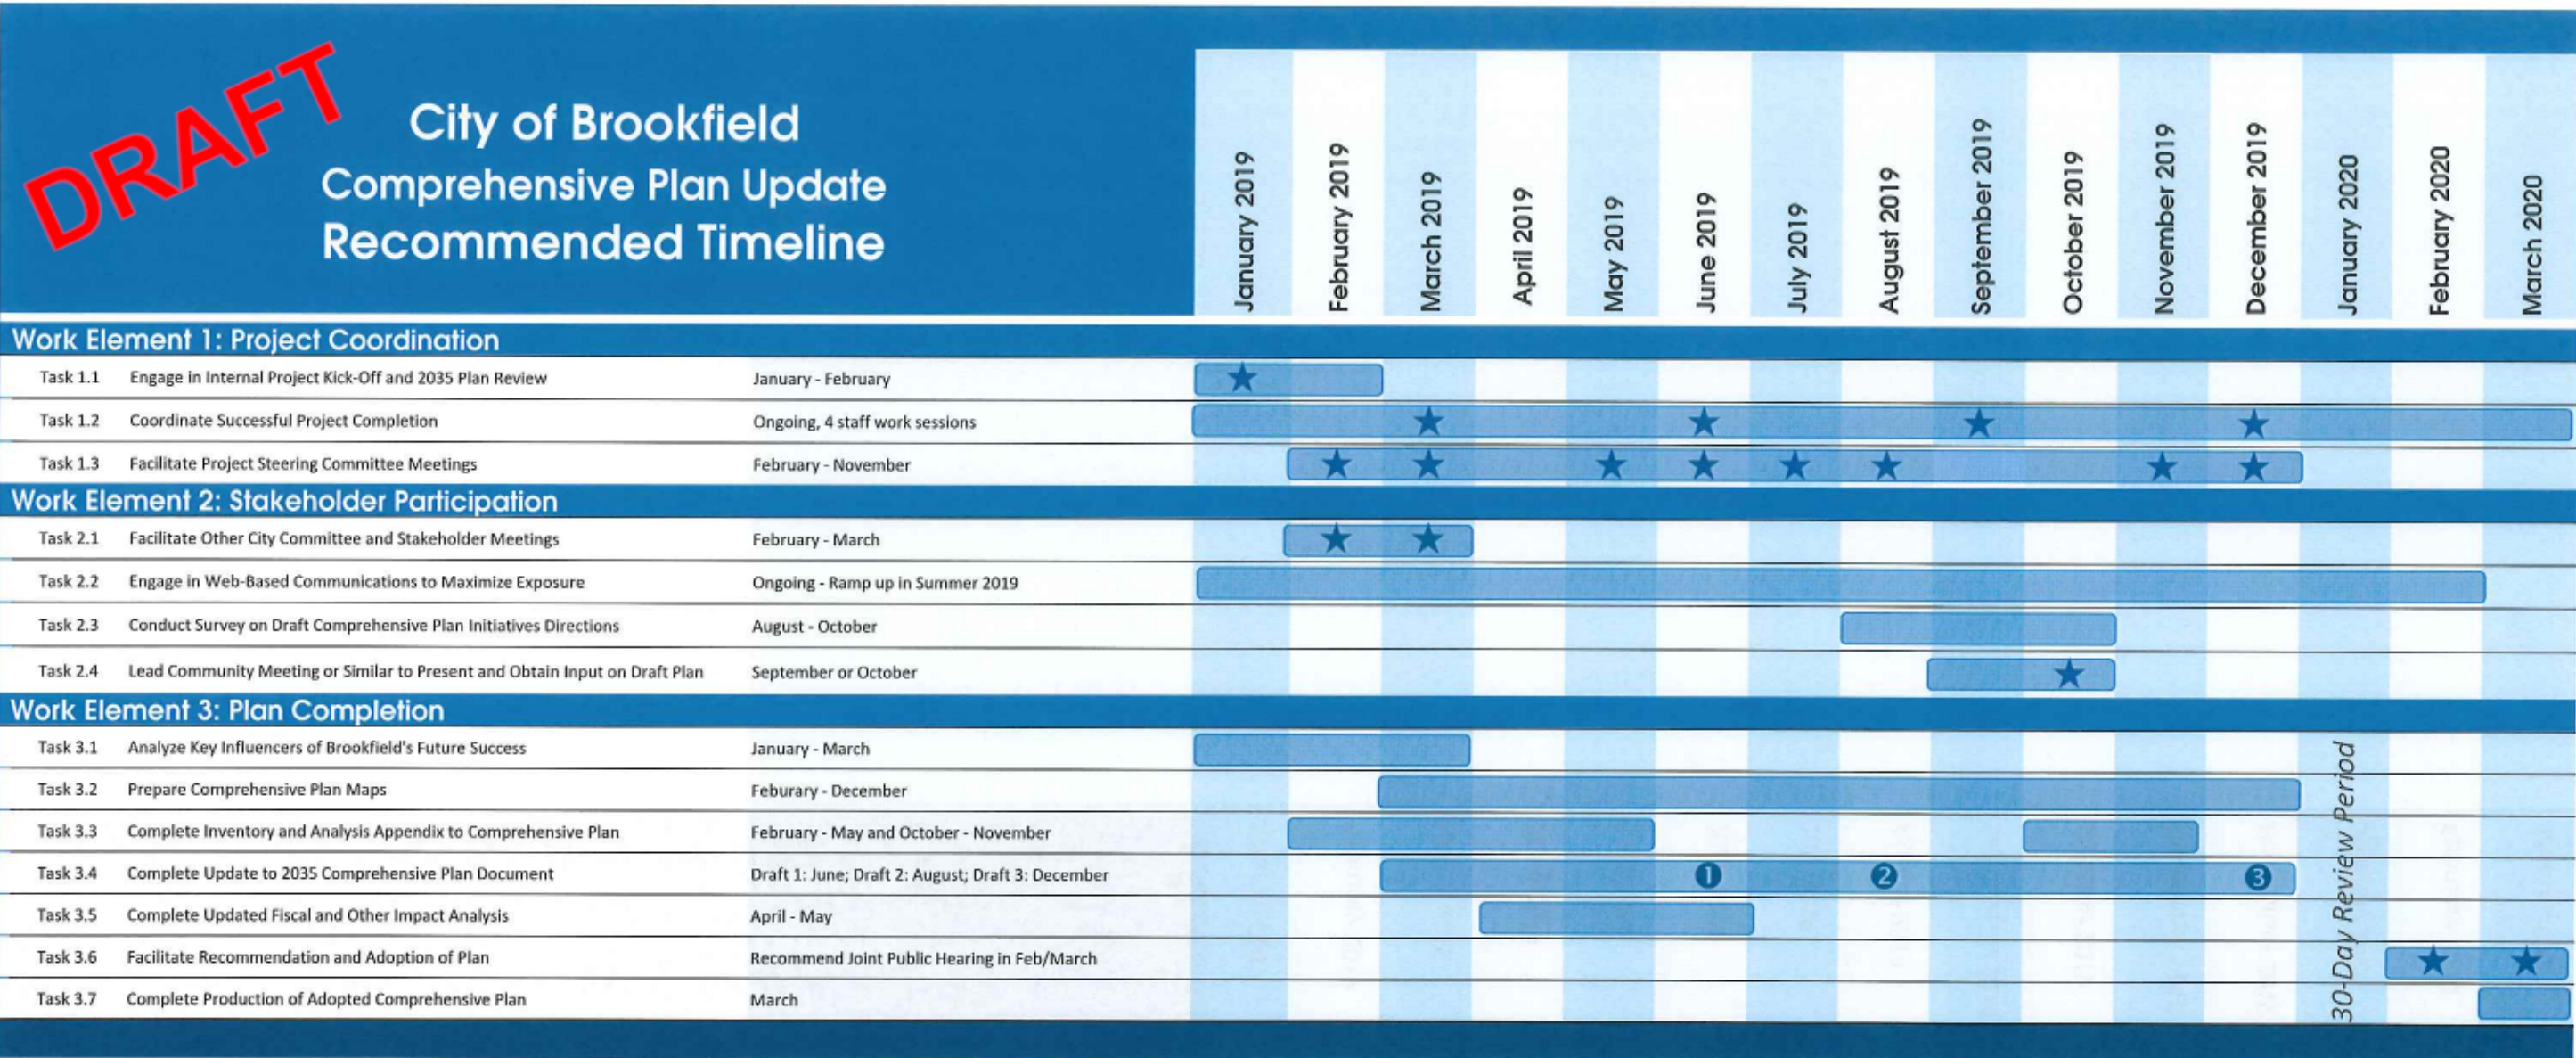 DRAFT
City of Brookfield
Comprehensive Plan Update
Recommended Timeline
January 2019
February 2019
March 2019
April 2019
May 2019
June 2019
July 2019
August 2019
September 2019
October 2019
November 2019
December 2019
January 2020
February 2020
March 2020
Work Element 1: Project Coordination
Task 1.1 Engage in Internal Project Kick-Off and 2035 Plan Review January - February
Task 1.2 Coordinate Successful Project Completion Ongoing, 4 staff work sessions
Task 1.3 Facilitate Project Steering Committee Meetings February - November
Work Element 2: Stakeholder Participation
Task 2.1 Facilitate Other City Committee and Stakeholder Meetings February - March
Task 2.2 Engage in Web-Based Communications to Maximize Exposure Ongoing - Ramp up in Summer 2019
Task 2.3 Conduct Survey on Draft Comprehensive Plan Initiatives Directions August - October
Task 2.4 Lead Community Meeting or Similar to Present and Obtain Input on Draft Plan September or October
Work Element 3: Plan Completion
Task 3.1 Analyze Key Influencers of Brookfield's Future Success January - March
Task 3.2 Prepare Comprehensive Plan Maps Feburary - December
Task 3.3 Complete Inventory and Analysis Appendix to Comprehensive Plan February - May and October - November
Task 3.4 Complete Update to 2035 Comprehensive Plan Document Draft 1: June; Draft 2: August; Draft 3: December 1 2 3
Task 3.5 Complete Updated Fiscal and Other Impact Analysis April - May
Task 3.6 Facilitate Recommendation and Adoption of Plan Recommend Joint Public Hearing in Feb/March
Task 3.7 Complete Production of Adopted Comprehensive Plan March
30-Day Review Period